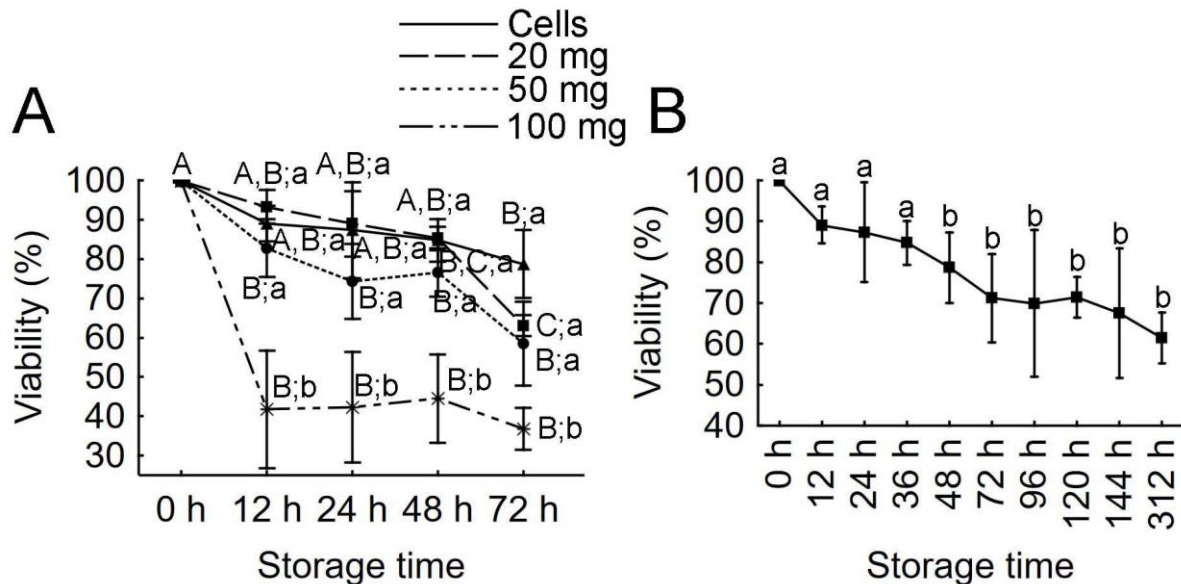 Cells
20 mg
50 mg
100 mg
A
Viability (%)
100
90
80
70
60
50
40
30
A
A,B;a
A,B;a
A,B;a
B;a
A,B;a
A,B;a
B,C;a
B;a
B;a
B;a
C;a
B;a
B;b
B;b
B;b
B;b
0 h 12 h 24 h 48 h 72 h
Storage time
B
Viability (%)
100
90
80
70
60
50
40
a
a
a
a
b
b
b
b
b
b
0 h
12 h
24 h
36 h
48 h
72 h
96 h
120 h
144 h
312 h
Storage time